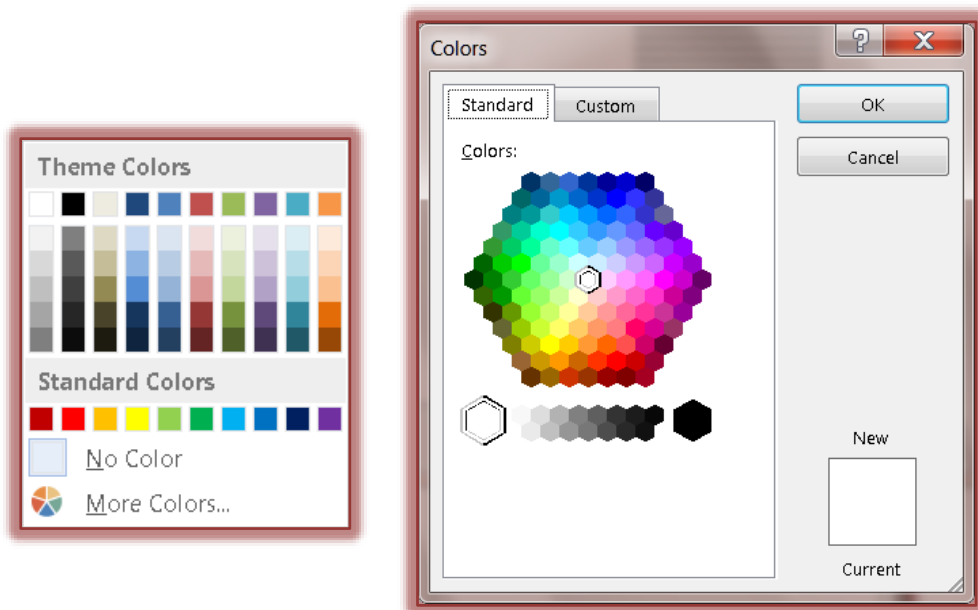 Theme Colors
Standard Colors
No Color
More Colors...
Colors
?
X
Standard
Custom
OK
Colors:
Cancel
New
Current